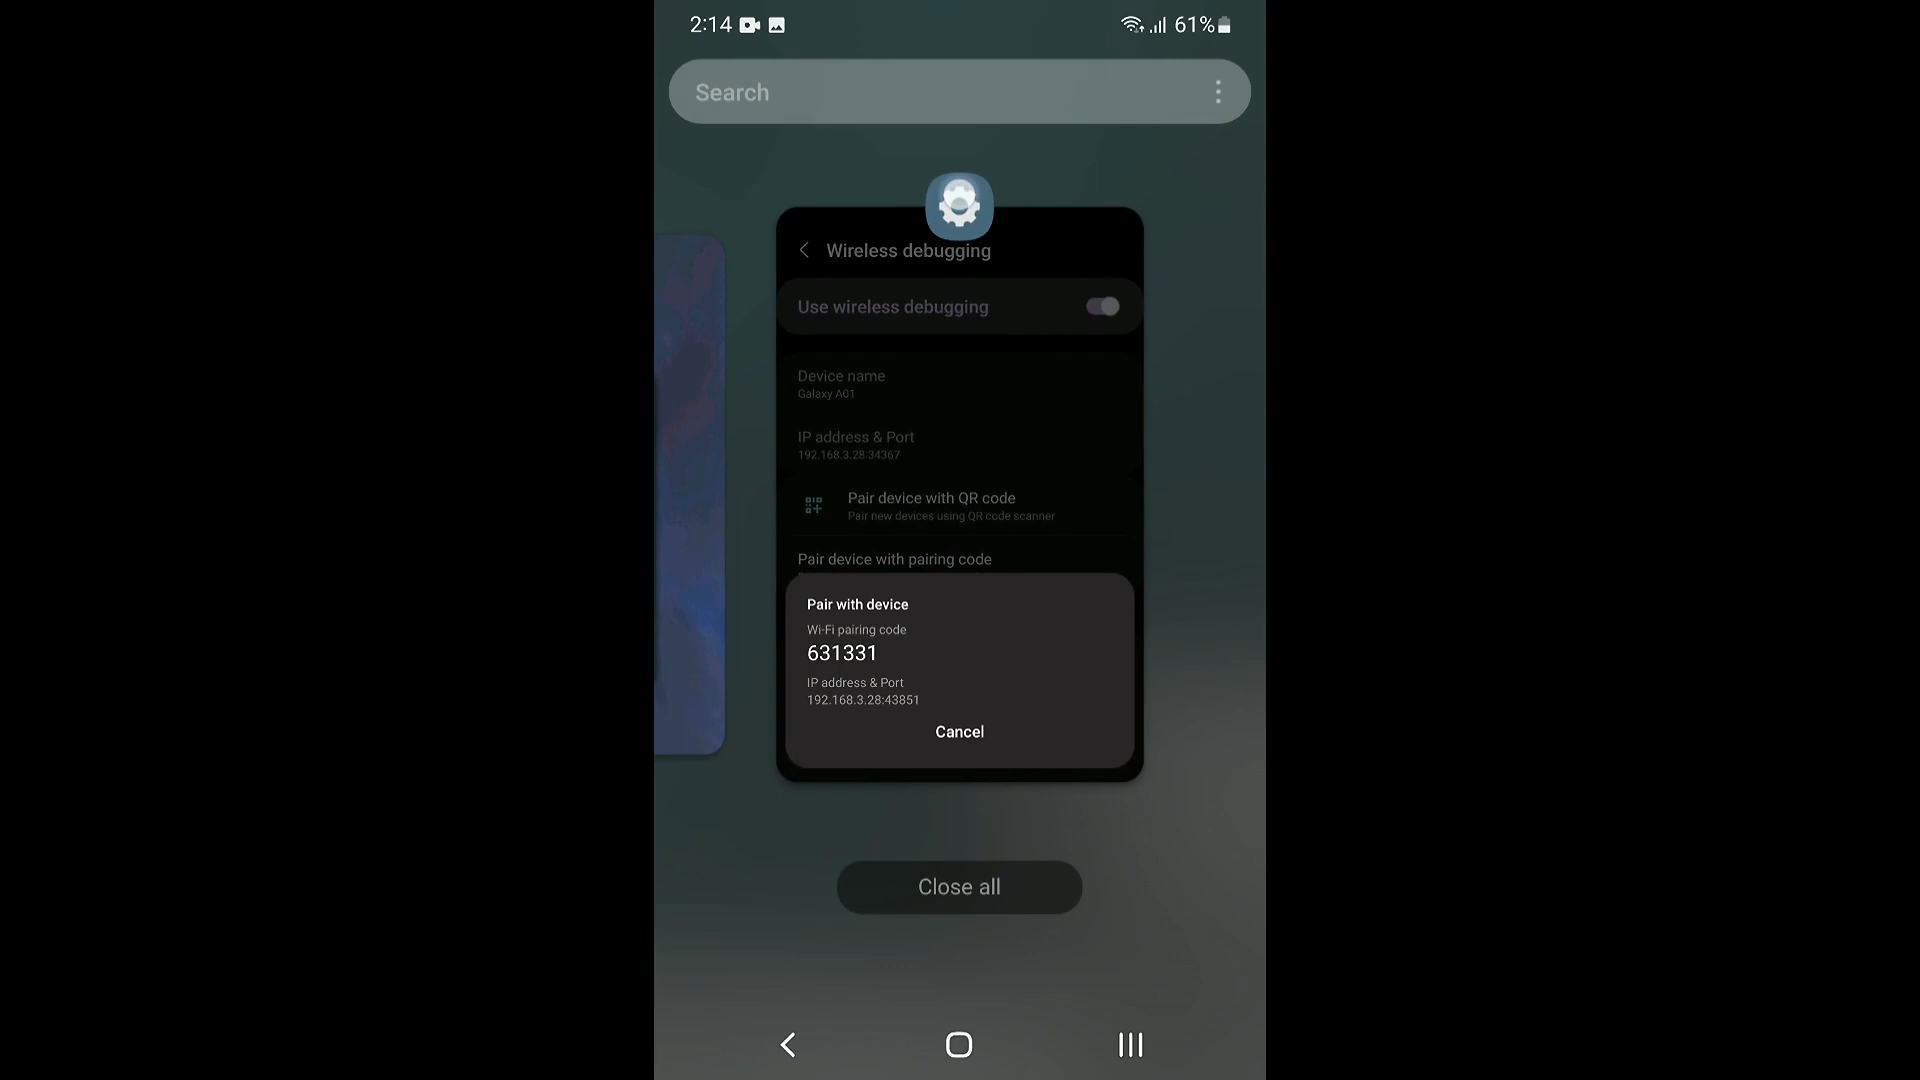 2:14
61%
Search
Wireless debugging
Use wireless debugging
Device name
Galaxy A01
IP address & Port
192.168.3.28:34367
Pair device with QR code
Pair new devices using QR code scanner
Pair device with pairing code
Pair with device
Wi-Fi pairing code
631331
IP address & Port
192.168.3.28:43851
Cancel
Close all